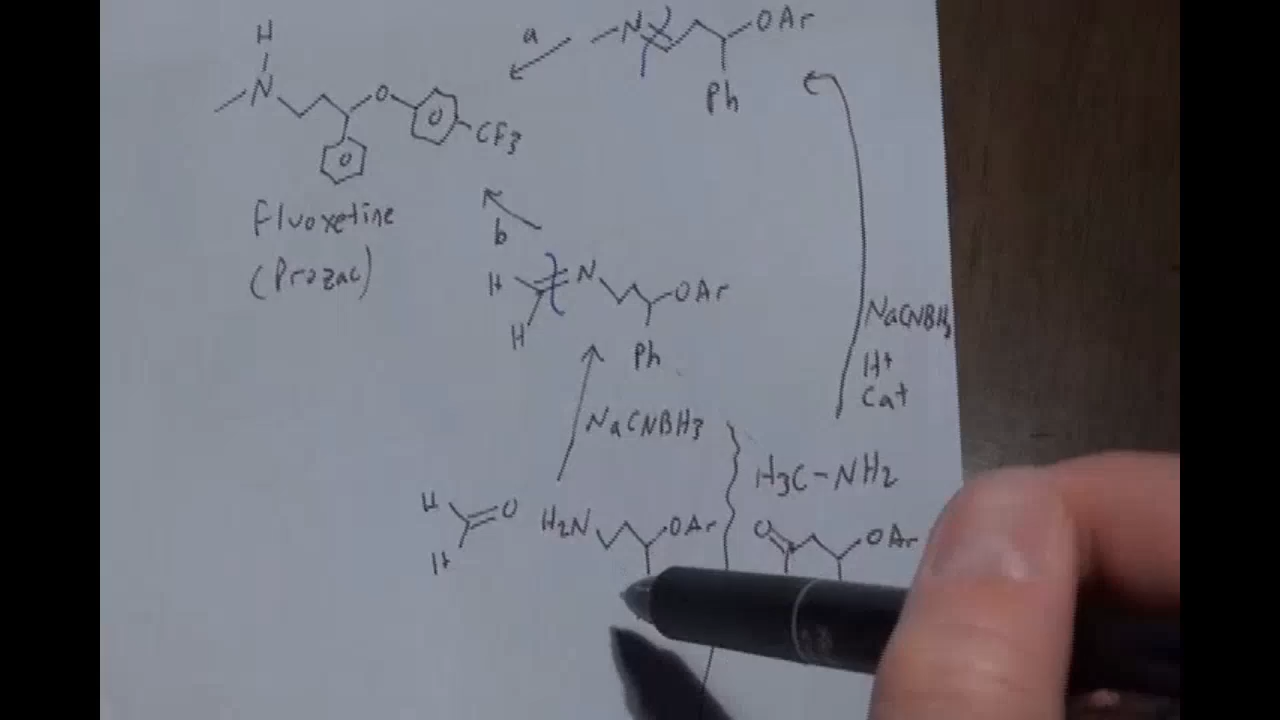 H
N
O
O
O
CF3
Fluoxetine
(Prozac)
a
N
OAr
Ph
b
H
H
N
OAr
Ph
NaCNBH3
NaCNBH3
H+
Cat
H3C-NH2
H
H
O
H2N
OAr
O
OAr